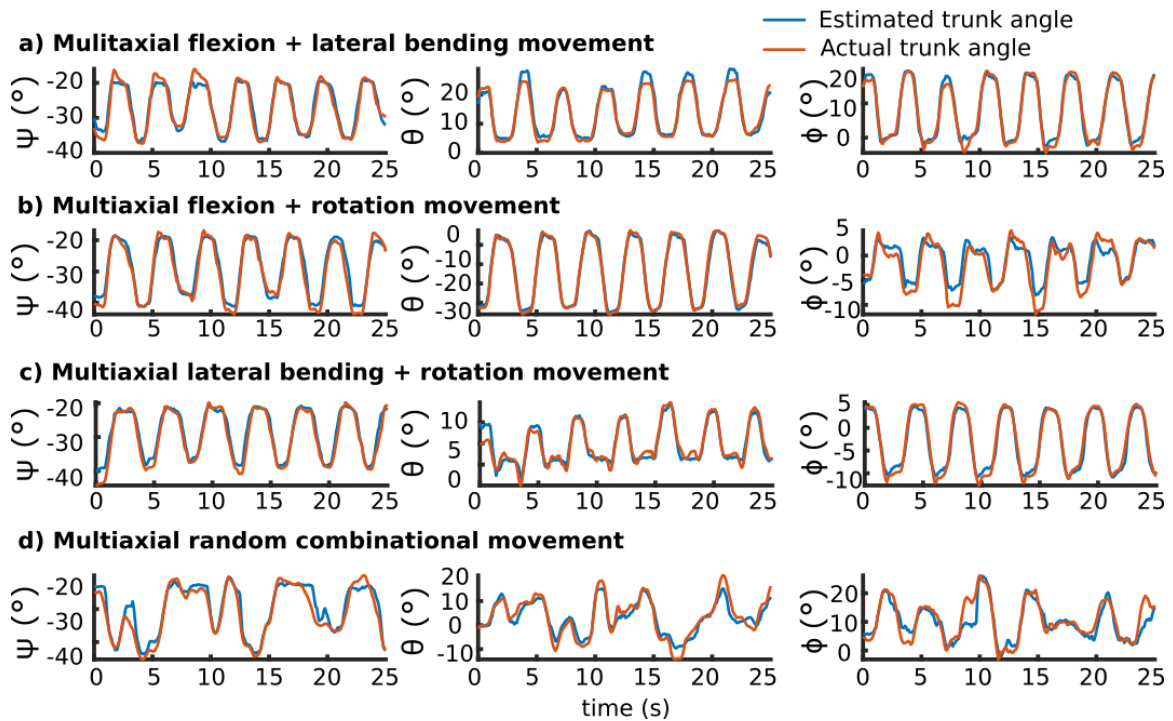 Estimated trunk angle
Actual trunk angle
a) Mulitaxial flexion + lateral bending movement
ψ (°)
-20
-30
-40
0 5 10 15 20 25
θ (°)
20
10
0
0 5 10 15 20 25
ϕ (°)
20
0
0 5 10 15 20 25
b) Multiaxial flexion + rotation movement
ψ (°)
-20
-30
-40
0 5 10 15 20 25
θ (°)
0
-10
-20
-30
0 5 10 15 20 25
ϕ (°)
5
0
-5
-10
0 5 10 15 20 25
c) Multiaxial lateral bending + rotation movement
ψ (°)
-20
-30
-40
0 5 10 15 20 25
θ (°)
10
5
0
0 5 10 15 20 25
ϕ (°)
5
0
-5
-10
0 5 10 15 20 25
d) Multiaxial random combinational movement
ψ (°)
-20
-30
-40
0 5 10 15 20 25
θ (°)
20
10
0
-10
0 5 10 15 20 25
ϕ (°)
20
10
0
0 5 10 15 20 25
time (s)